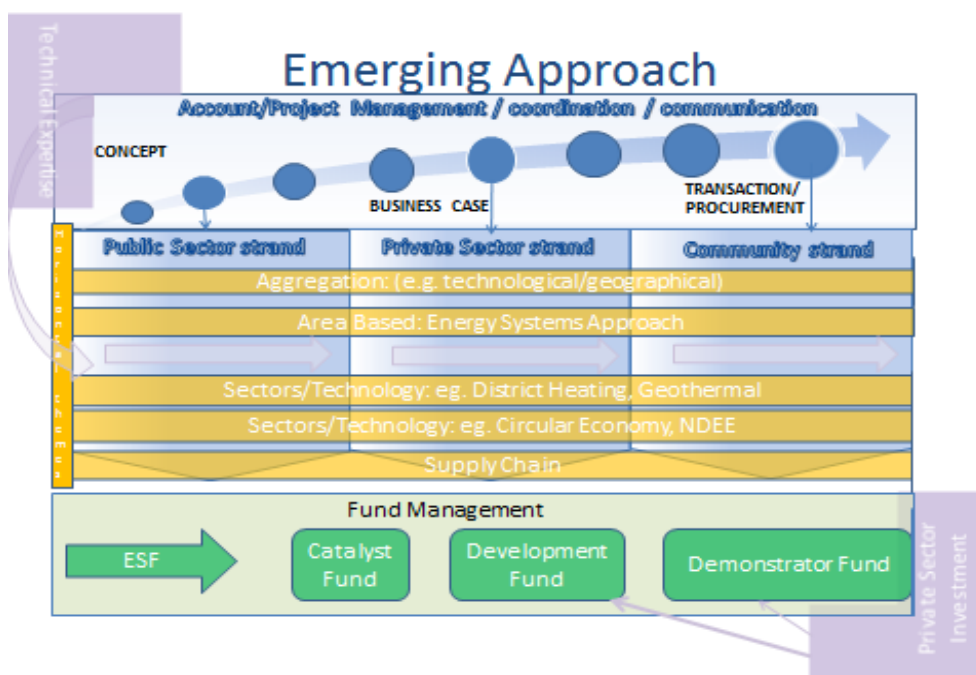 Technical Expertise
Emerging Approach
Account/Project Management / coordination / communication
CONCEPT
BUSINESS CASE
TRANSACTION/
PROCUREMENT
Public Sector strand
Private Sector strand
Community strand
Aggregation: (e.g. technological/geographical)
Area Based: Energy Systems Approach
Sectors/Technology: eg. District Heating, Geothermal
Sectors/Technology: eg. Circular Economy, NDEE
Supply Chain
Fund Management
ESF
Catalyst
Fund
Development
Fund
Demonstrator Fund
Private Sector
Investment